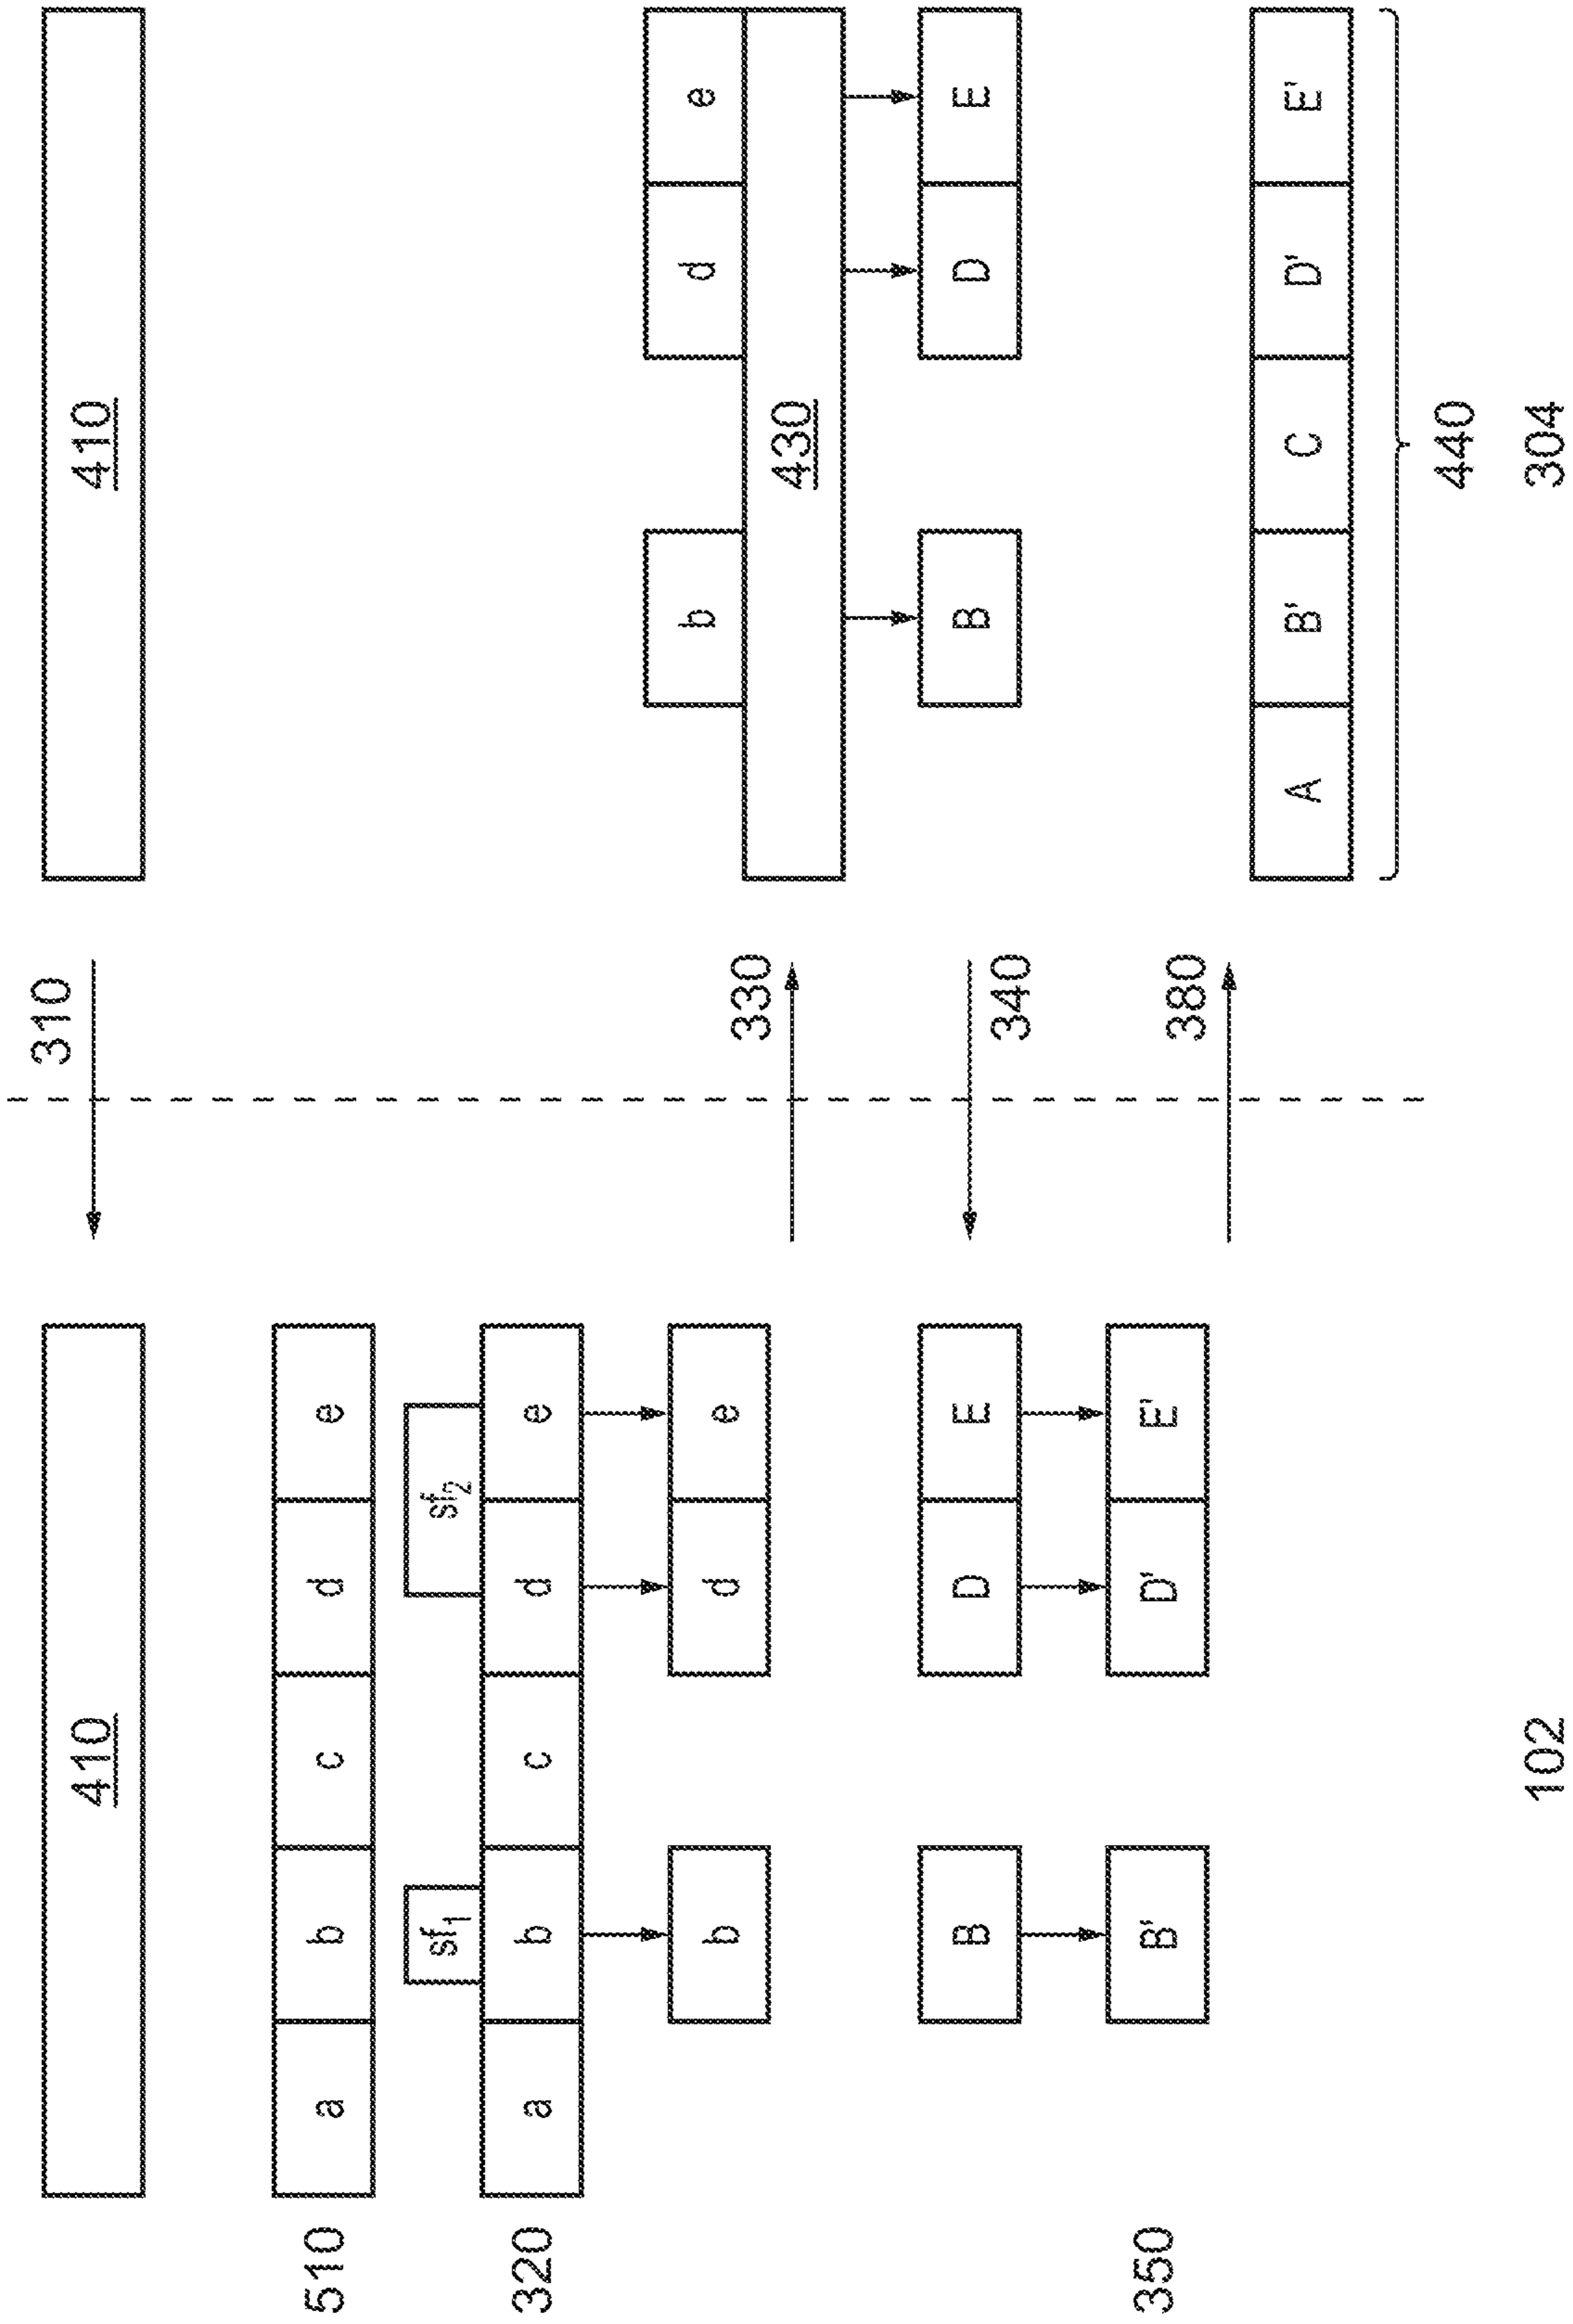 310
410 410
510 a b c d e
sf₁ sf₂
320 a b c d e
b d e b d e
330 430
B D E B D E
340
350 B' D' E' 380
A B' C D' E'
440
102 304